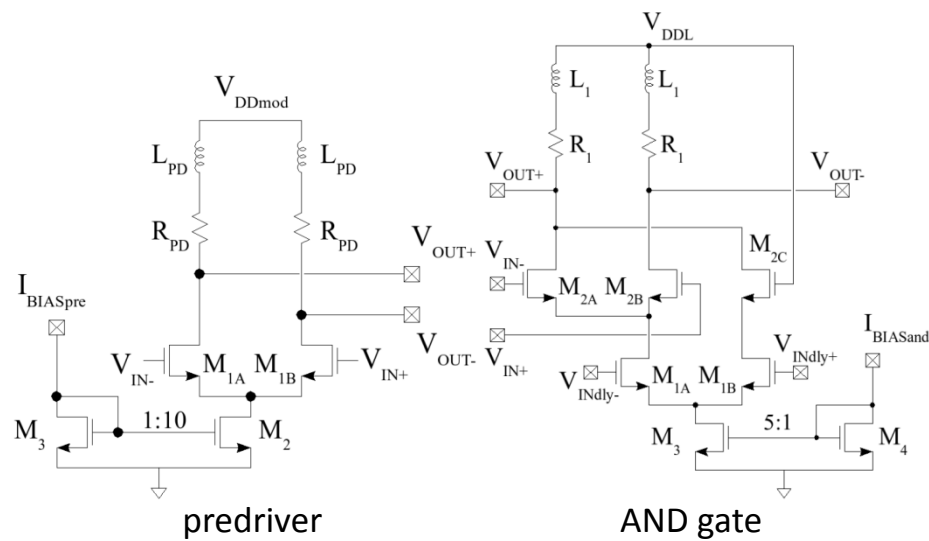 V_DDmod
L_PD
L_PD
R_PD
R_PD
V_OUT+
V_OUT-
I_BIASpre
V_IN-
M_1A
M_1B
V_IN+
M_3
1:10
M_2
predriver
V_DDL
L_1
L_1
R_1
R_1
V_OUT+
V_OUT-
V_IN-
M_2A
M_2B
M_2C
V_IN+
I_BIASand
V_INdly-
M_1A
M_1B
V_INdly+
M_3
5:1
M_4
AND gate